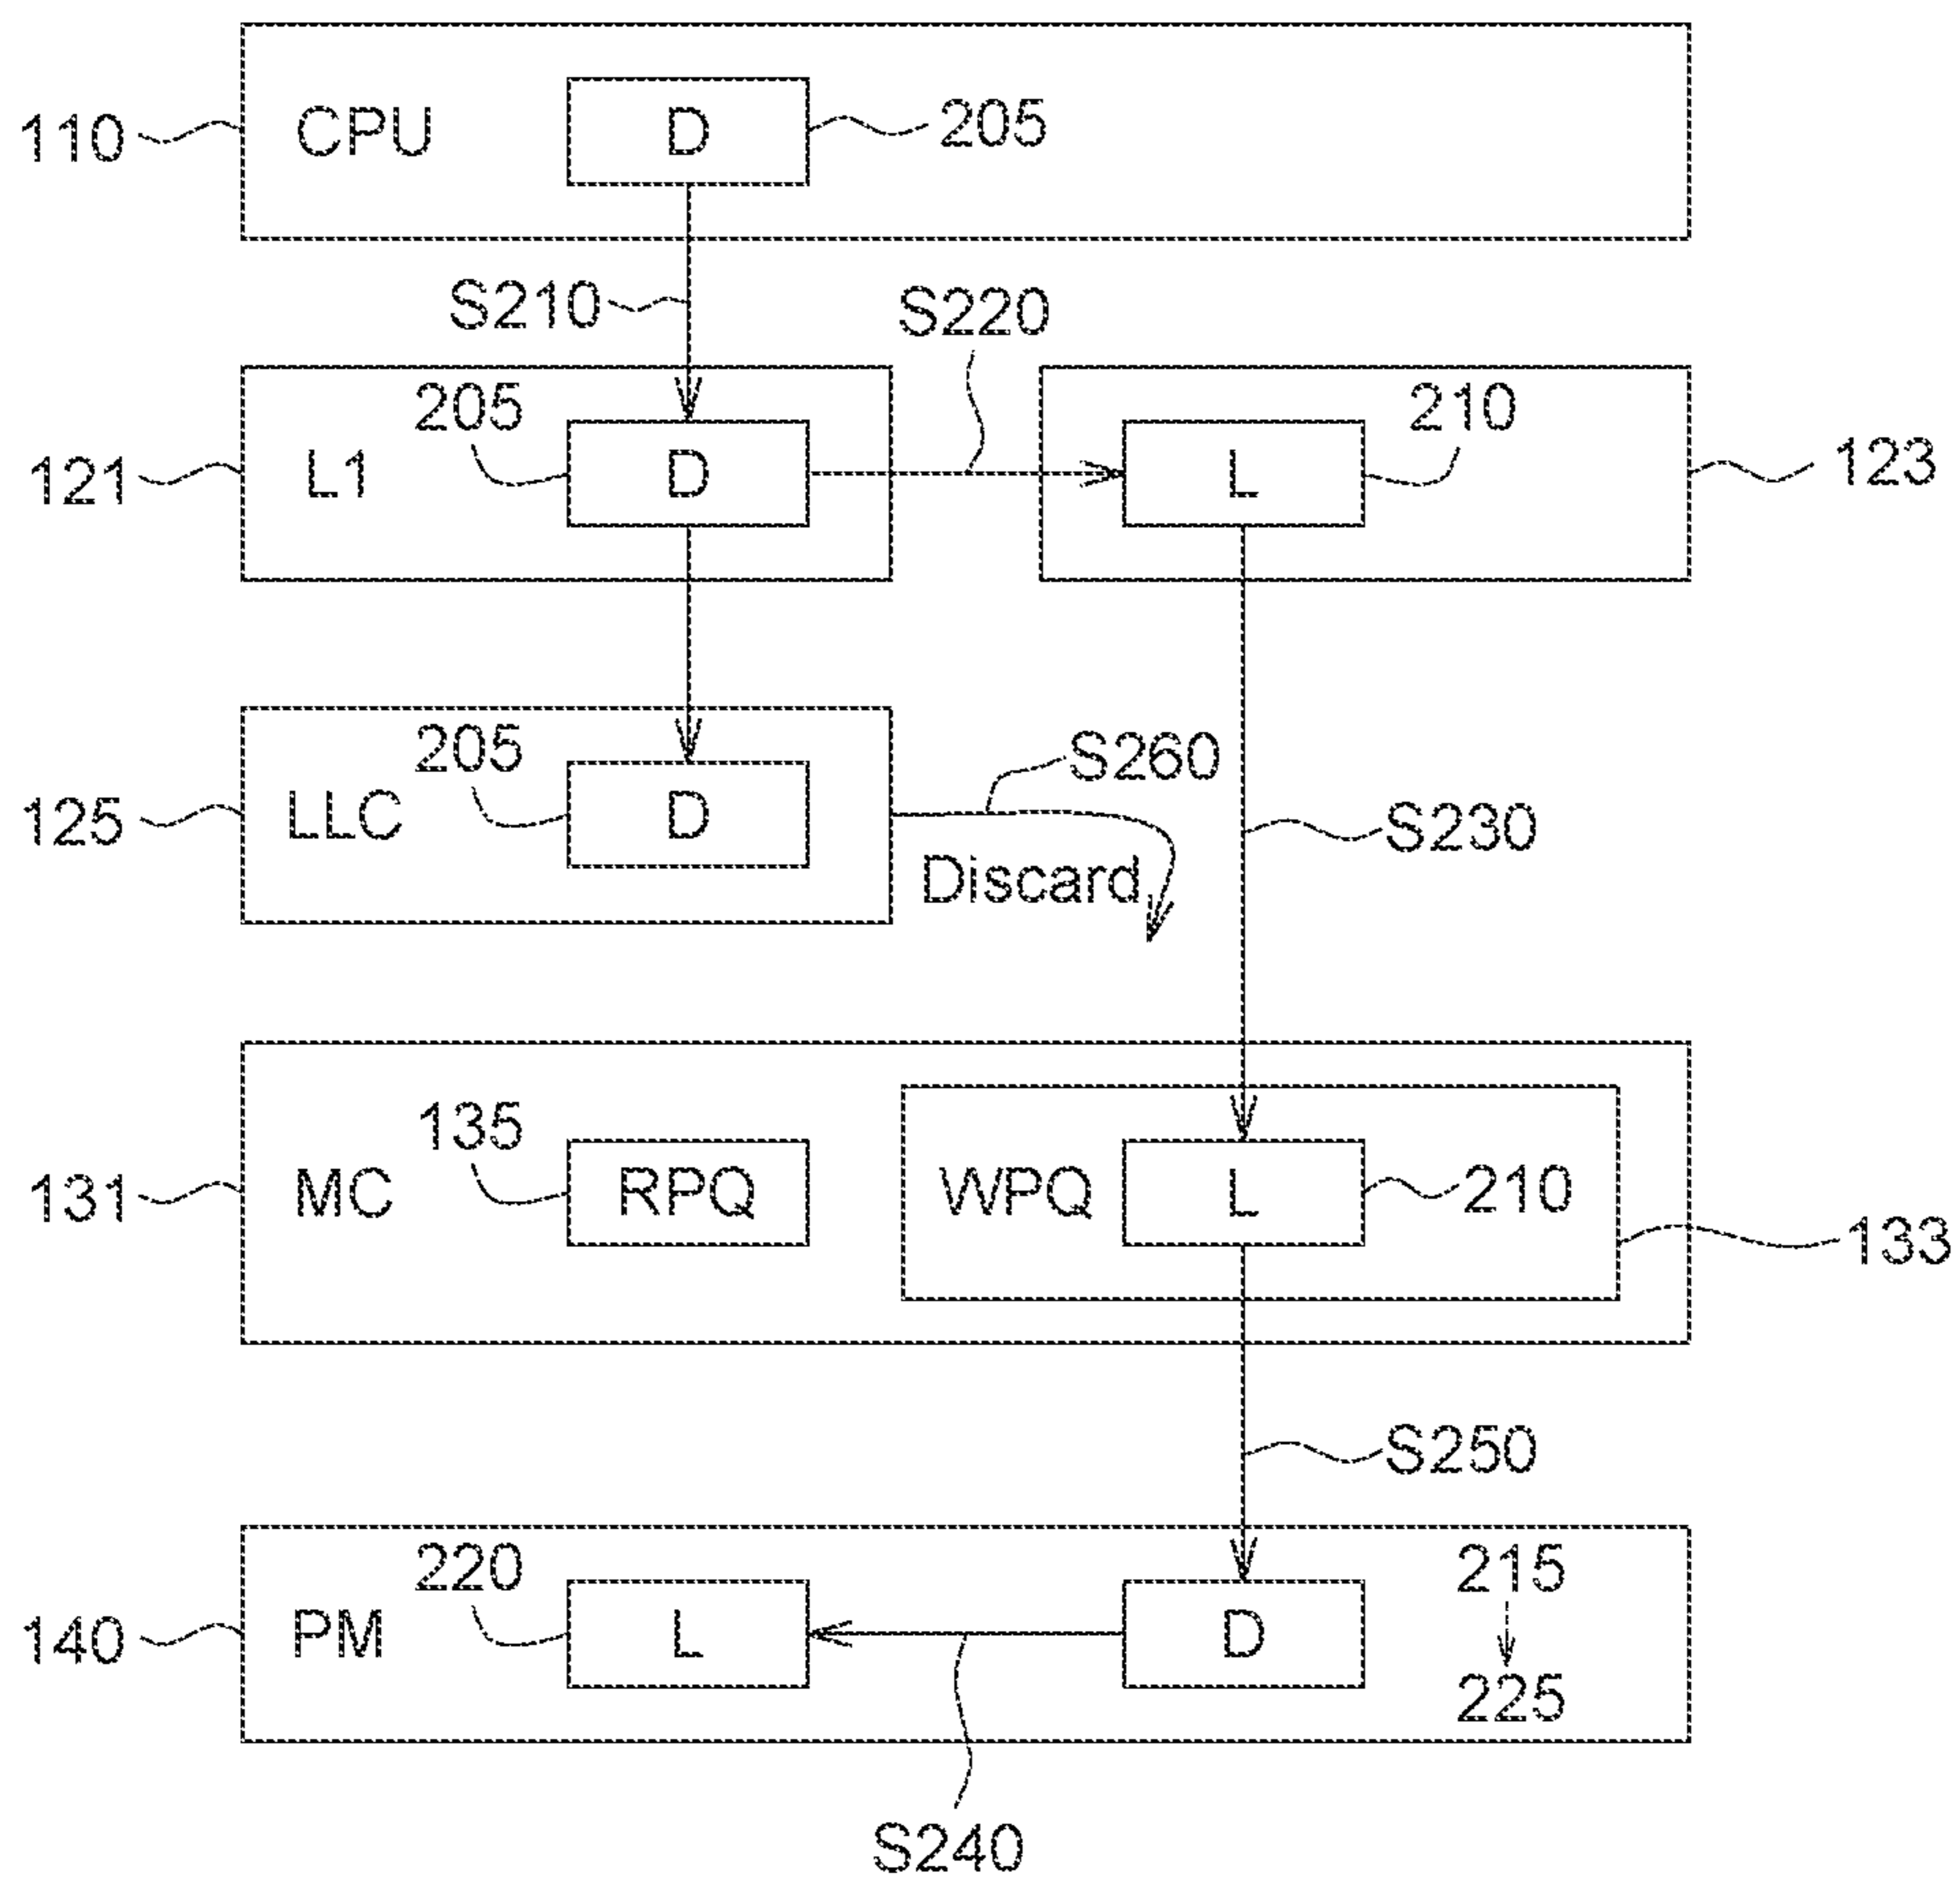 110 CPU D 205
S210 S220
121 L1 205 D L 210 123
125 LLC 205 D S260
Discard
S230
131 MC 135 RPQ WPQ L 210
133
S250
140 PM 220 L D 215
225
S240